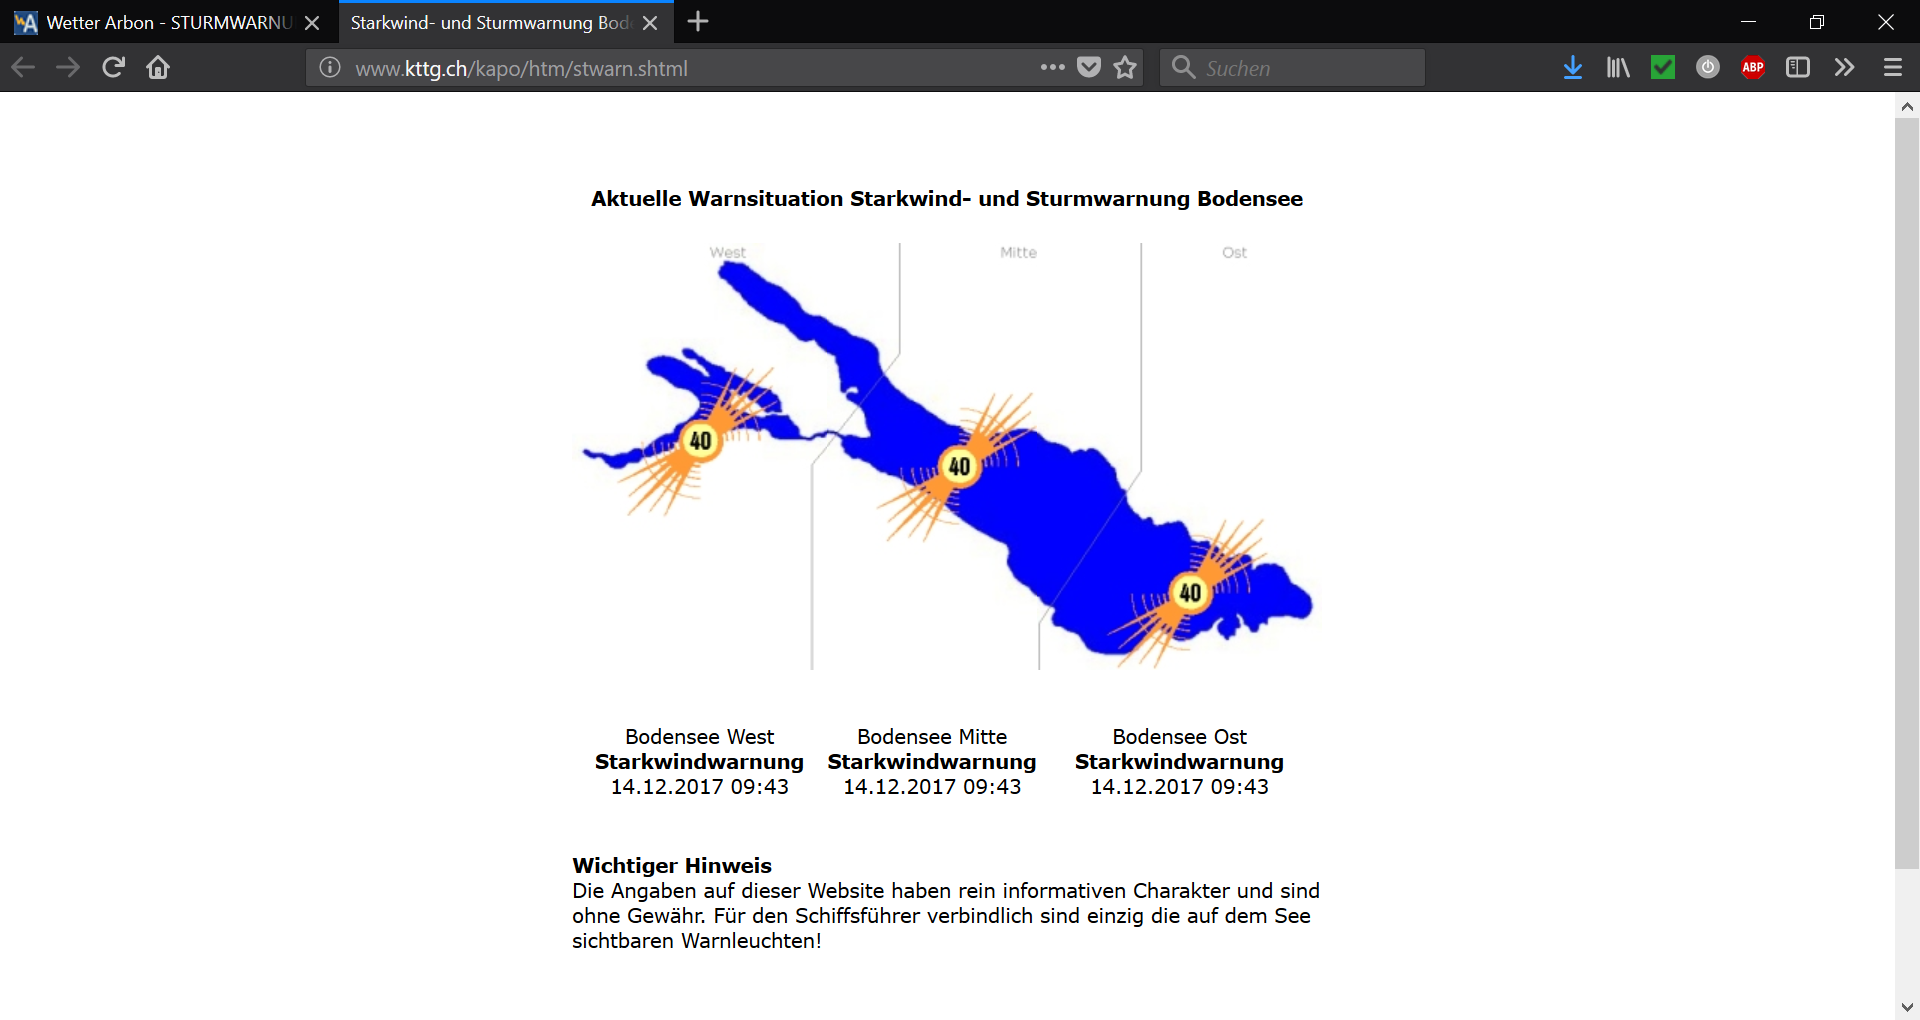 Wetter Arbon - STURMWARNU
Starkwind- und Sturmwarnung Bod
www.kttg.ch/kapo/htm/stwarn.shtml
Suchen
ABP
Aktuelle Warnsituation Starkwind- und Sturmwarnung Bodensee
West Mitte Ost
40
40
40
Bodensee West Bodensee Mitte Bodensee Ost
Starkwindwarnung Starkwindwarnung Starkwindwarnung
14.12.2017 09:43 14.12.2017 09:43 14.12.2017 09:43
Wichtiger Hinweis
Die Angaben auf dieser Website haben rein informativen Charakter und sind
ohne Gewähr. Für den Schiffsführer verbindlich sind einzig die auf dem See
sichtbaren Warnleuchten!